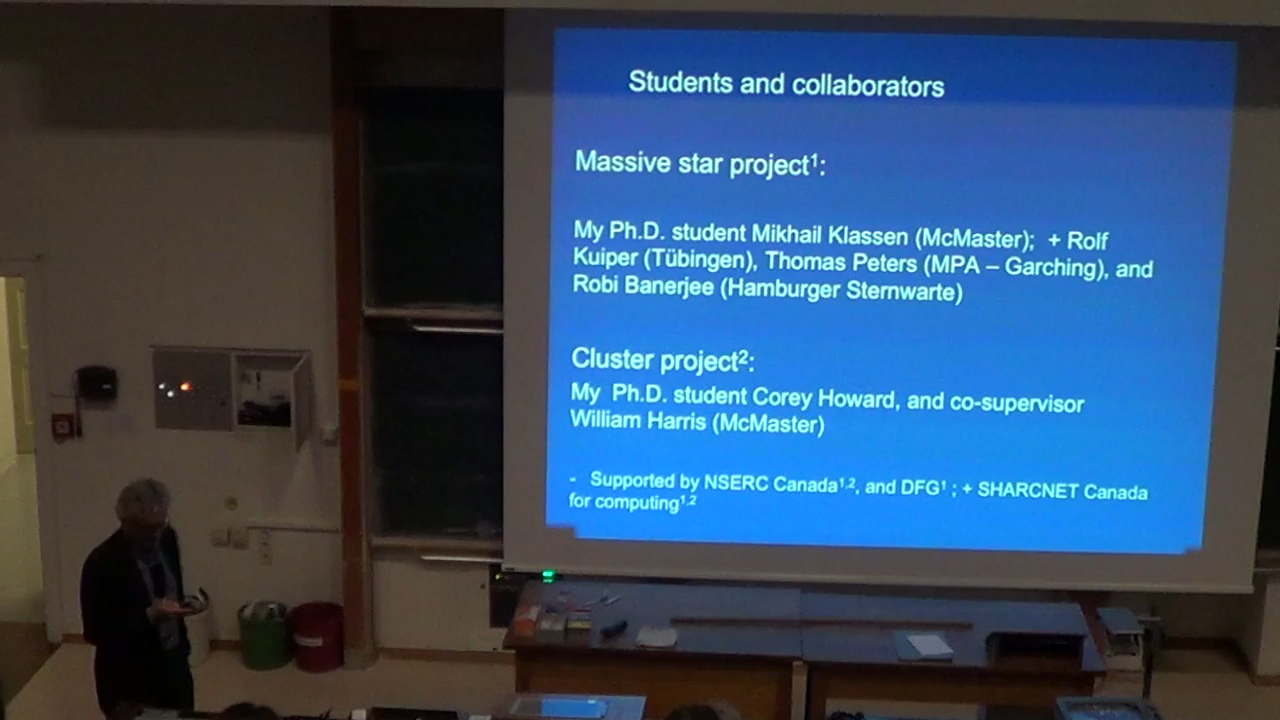 Students and collaborators
Massive star project¹:
My Ph.D. student Mikhail Klassen (McMaster);  + Rolf
Kuiper (Tübingen), Thomas Peters (MPA – Garching), and
Robi Banerjee (Hamburger Sternwarte)
Cluster project²:
My  Ph.D. student Corey Howard, and co-supervisor
William Harris (McMaster)
-  Supported by NSERC Canada¹,², and DFG¹ ; + SHARCNET Canada
for computing¹,²